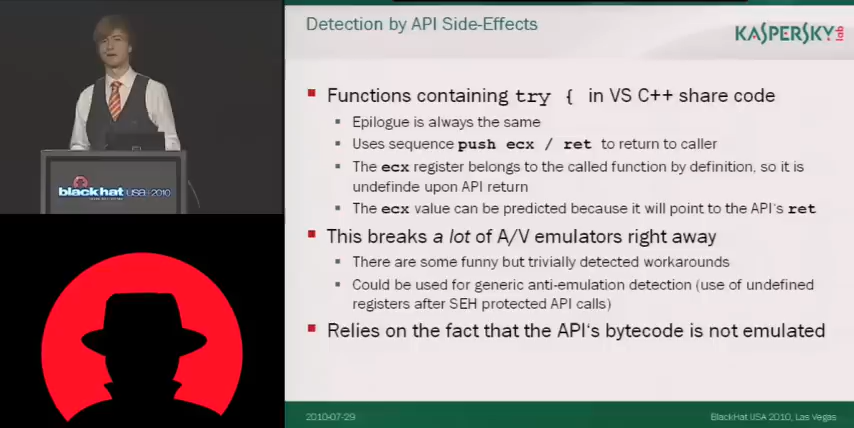 Detection by API Side-Effects
KASPERSKY lab
Functions containing try { in VS C++ share code
Epilogue is always the same
Uses sequence push ecx / ret to return to caller
The ecx register belongs to the called function by definition, so it is
undefinde upon API return
The ecx value can be predicted because it will point to the API's ret
This breaks a lot of A/V emulators right away
There are some funny but trivially detected workarounds
Could be used for generic anti-emulation detection (use of undefined
registers after SEH protected API calls)
Relies on the fact that the API's bytecode is not emulated
black hat USA + 2010
2010-07-29
BlackHat USA 2010, Las Vegas